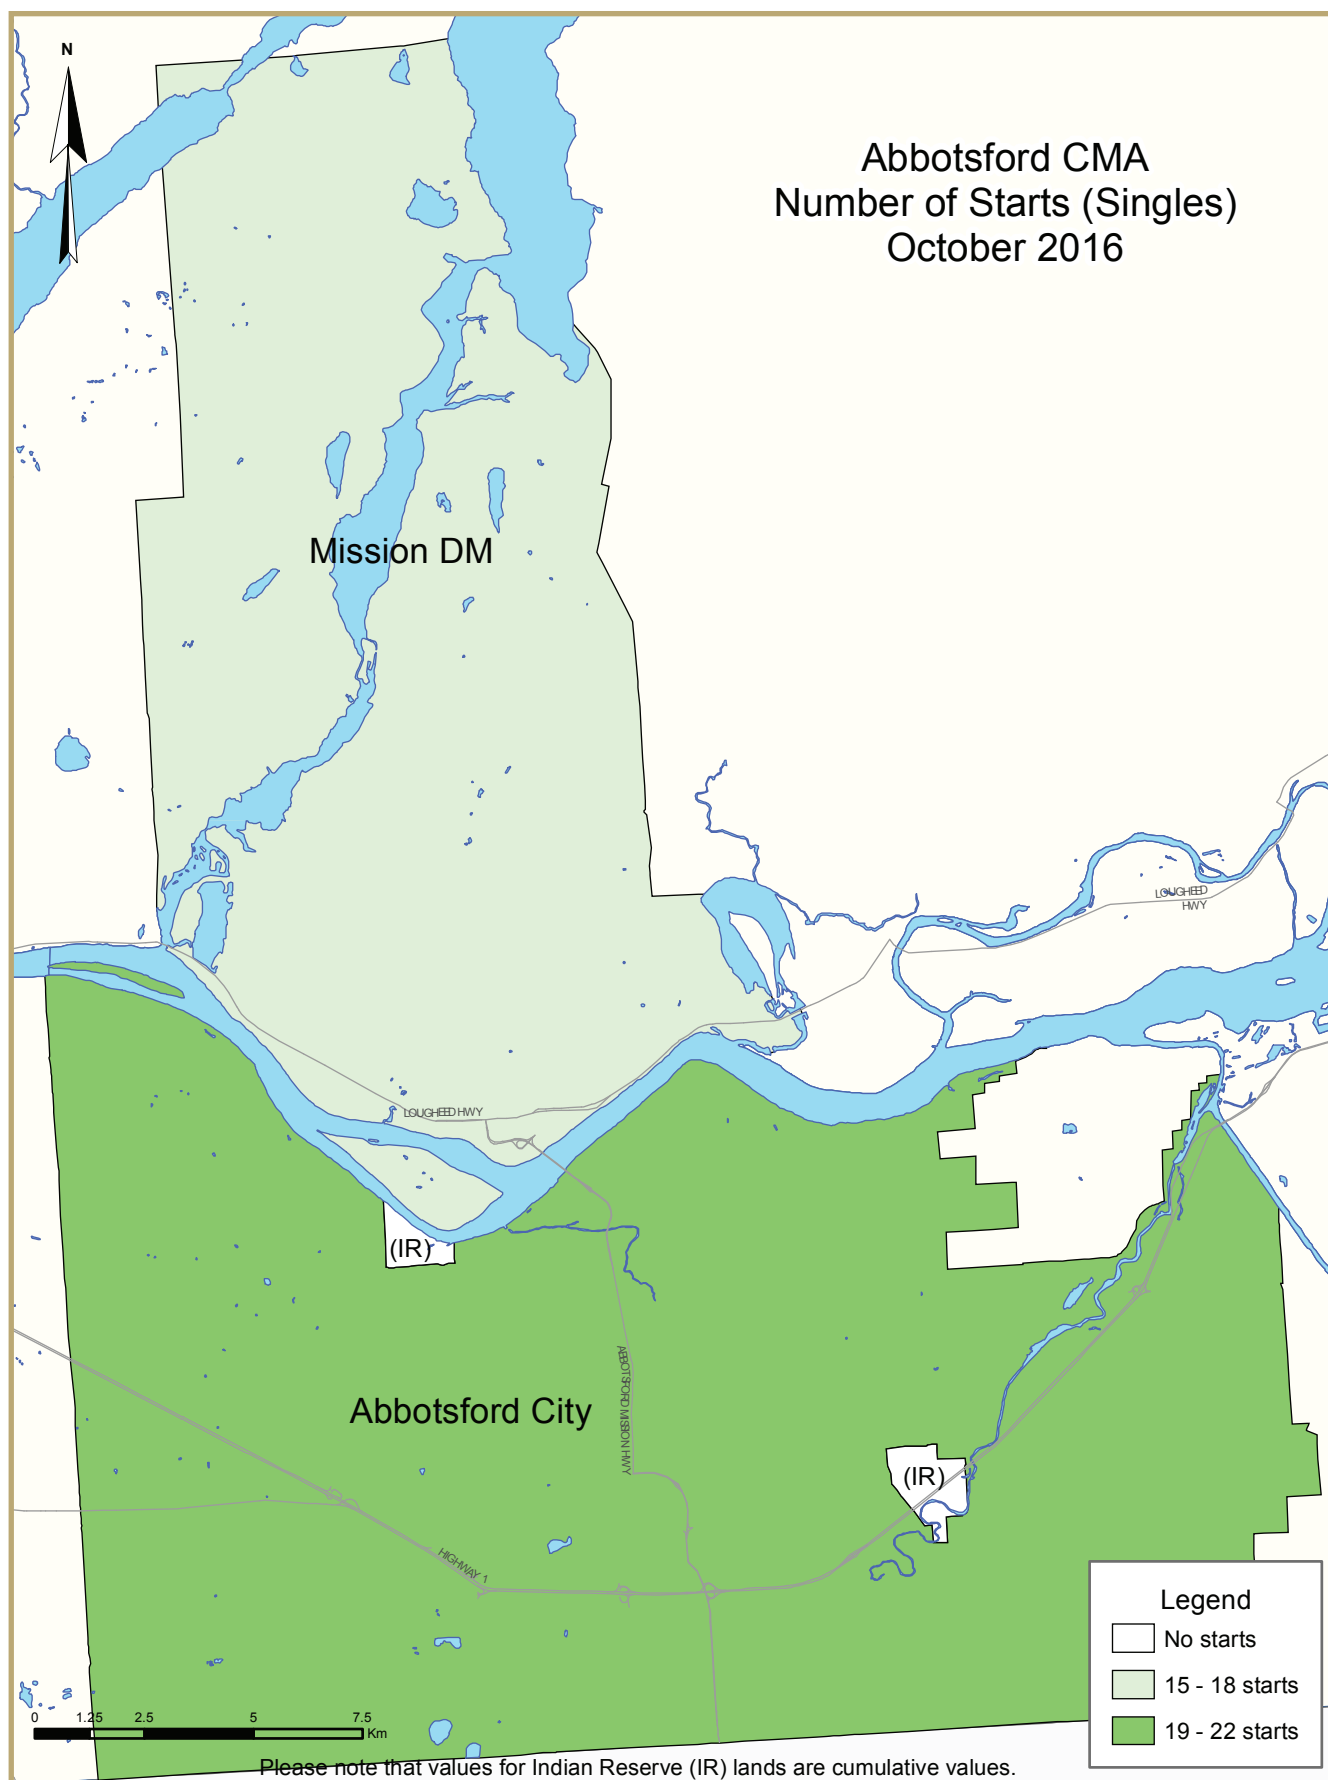 N
Abbotsford CMA
Number of Starts (Singles)
October 2016
Mission DM
LOUGHEED
HWY
LOUGHEED HWY
(IR)
ABBOTSFORD MISSION HWY
Abbotsford City
(IR)
HIGHWAY 1
Legend
No starts
15 - 18 starts
19 - 22 starts
0 1.25 2.5 5 7.5
Km
Please note that values for Indian Reserve (IR) lands are cumulative values.